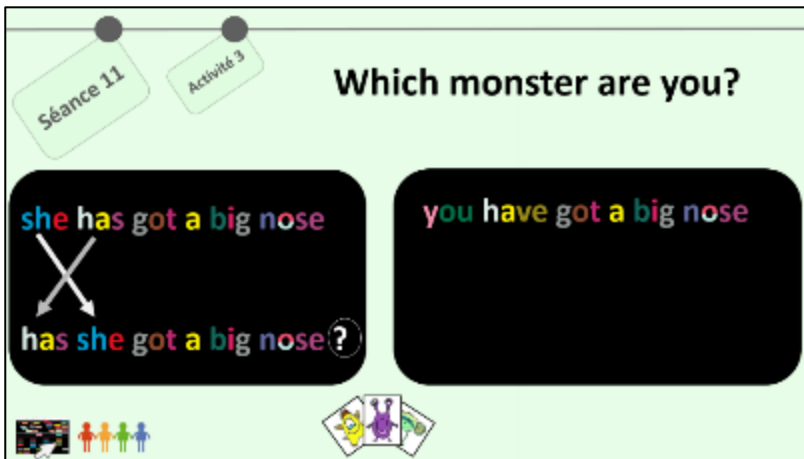 Séance 11
Activité 3
Which monster are you?
she has got a big nose
has she got a big nose ?
you have got a big nose